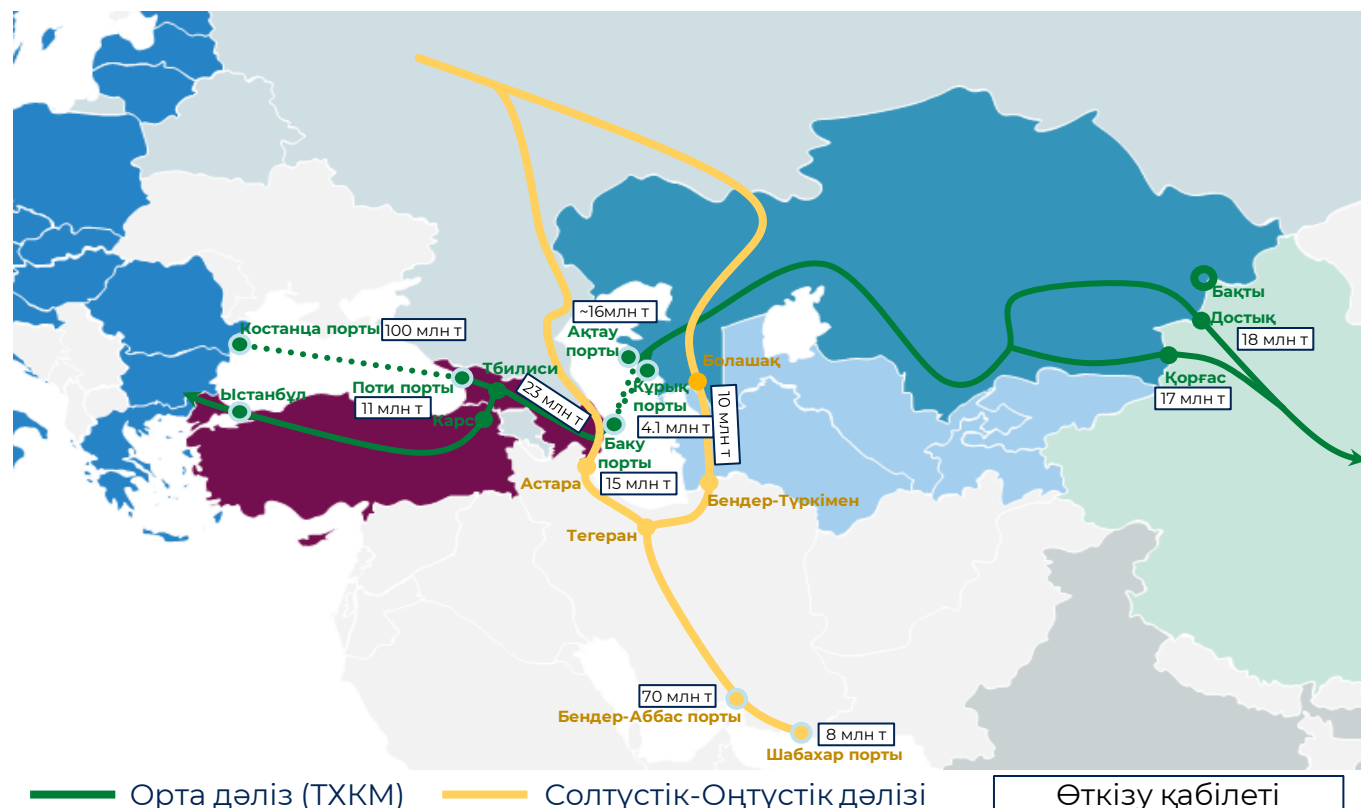 ~16млн т
Ақтау
порты
Костанца порты
100 млн т
Тбилиси
Ыстанбұл
Поти порты
11 млн т
Карс
23 млн т
Баку
порты
15 млн т
Құрық
порты
4.1 млн т
Болашақ
10 млн т
Бақты
Достық
18 млн т
Қорғас
17 млн т
Астара
Бендер-Түркімен
Тегеран
70 млн т
Бендер-Аббас порты
8 млн т
Шабахар порты
Орта дәліз (ТХКМ)
Солтүстік-Оңтүстік дәлізі
Өткізу қабілеті